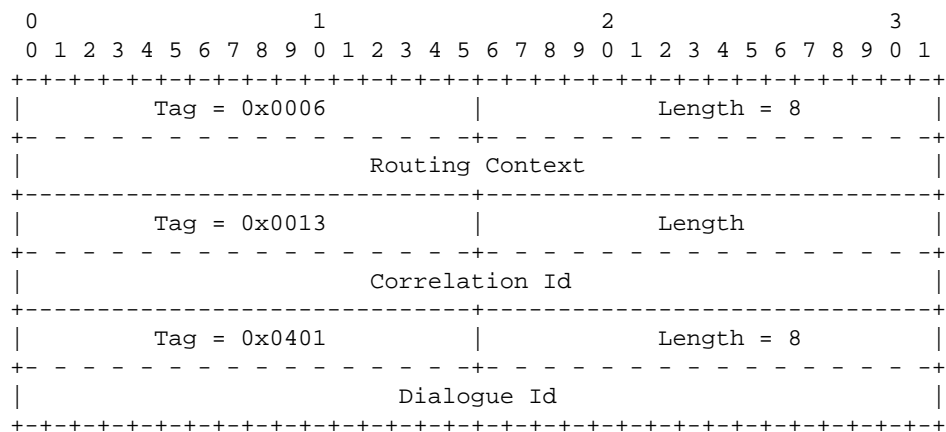 0                   1                   2                   3
 0 1 2 3 4 5 6 7 8 9 0 1 2 3 4 5 6 7 8 9 0 1 2 3 4 5 6 7 8 9 0 1
+-+-+-+-+-+-+-+-+-+-+-+-+-+-+-+-+-+-+-+-+-+-+-+-+-+-+-+-+-+-+-+-+
|         Tag = 0x0006          |            Length = 8         |
+- - - - - - - - - - - - - - - -+- - - - - - - - - - - - - - - -+
|                        Routing Context                        |
+-------------------------------+-------------------------------+
|         Tag = 0x0013          |            Length             |
+- - - - - - - - - - - - - - - -+- - - - - - - - - - - - - - - -+
|                        Correlation Id                         |
+-------------------------------+-------------------------------+
|         Tag = 0x0401          |            Length = 8         |
+- - - - - - - - - - - - - - - -+- - - - - - - - - - - - - - - -+
|                          Dialogue Id                          |
+-+-+-+-+-+-+-+-+-+-+-+-+-+-+-+-+-+-+-+-+-+-+-+-+-+-+-+-+-+-+-+-+